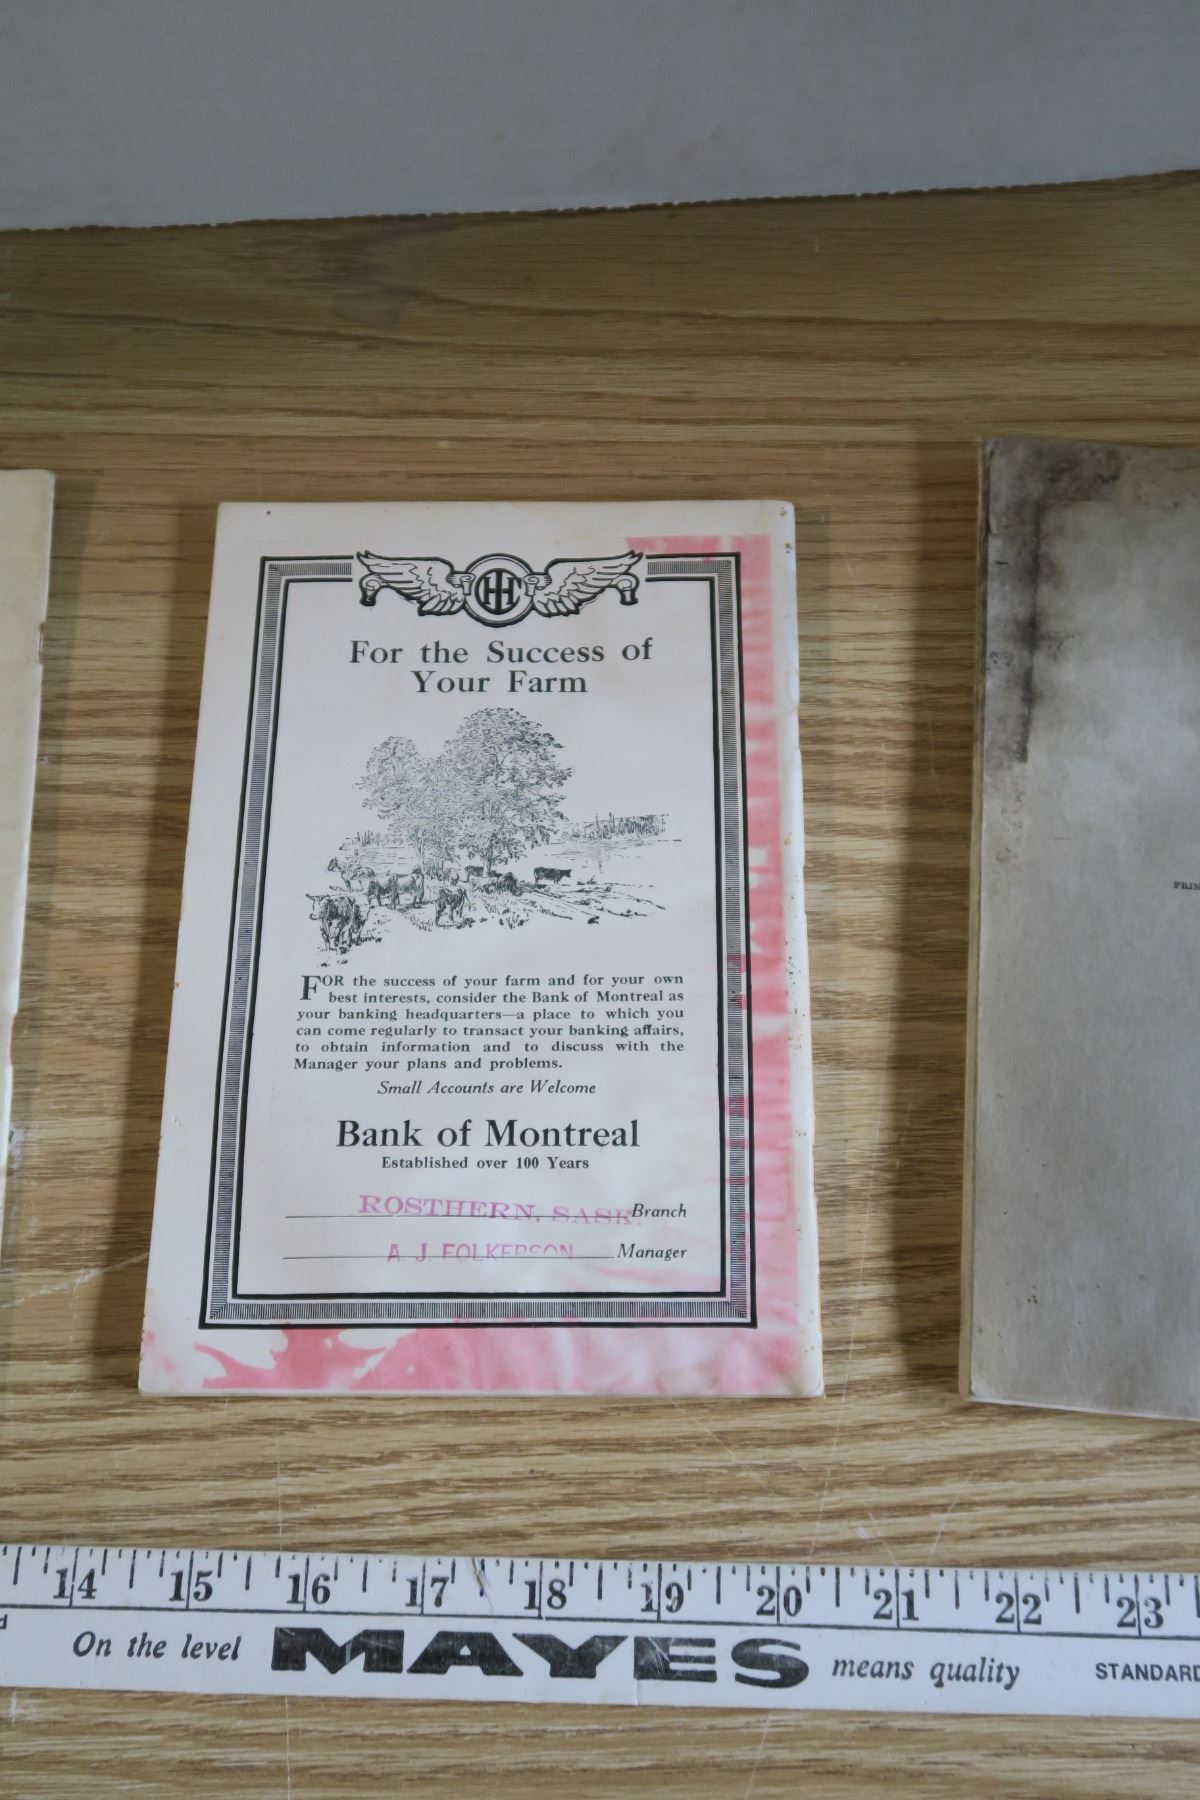 IHC
For the Success of
Your Farm
FOR the success of your farm and for your own
best interests, consider the Bank of Montreal as
your banking headquarters—a place to which you
can come regularly to transact your banking affairs,
to obtain information and to discuss with the
Manager your plans and problems.
Small Accounts are Welcome
Bank of Montreal
Established over 100 Years
ROSTHERN, SASK. Branch
A. J. FOLKERSON Manager
PRIN
14 15 16 17 18 19 20 21 22 23
On the level MAYES means quality STANDARD